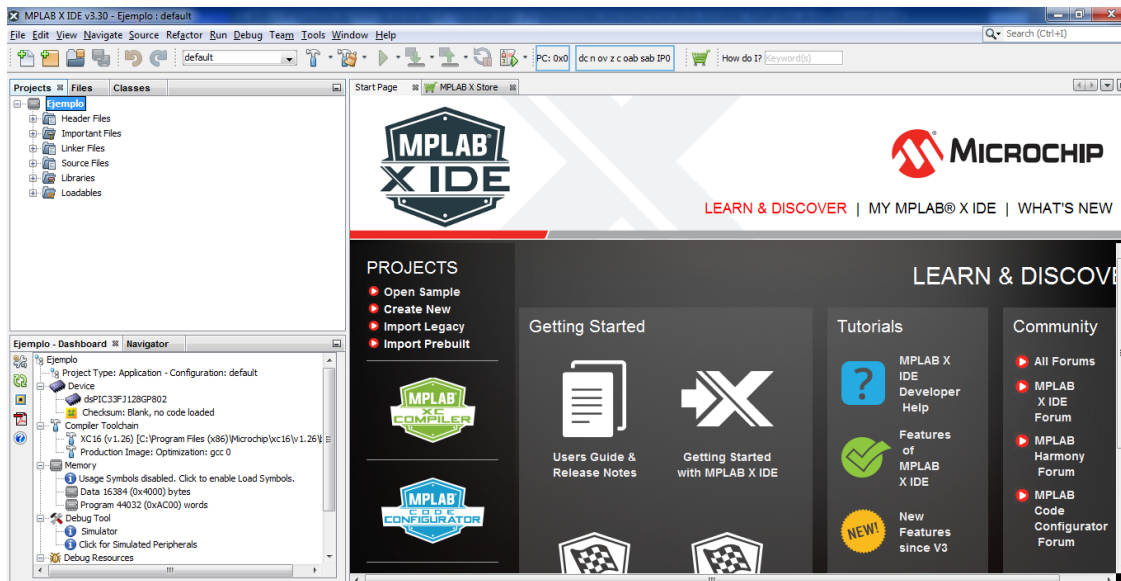 MPLAB X IDE v3.30 - Ejemplo : default
File Edit View Navigate Source Refactor Run Debug Team Tools Window Help
Search (Ctrl+I)
default
PC: 0x0
dc n ov z c oab sab IP0
How do I?
Keyword(s)
Projects Files Classes
Ejemplo
Header Files
Important Files
Linker Files
Source Files
Libraries
Loadables
Ejemplo - Dashboard Navigator
Ejemplo
Project Type: Application - Configuration: default
Device
dsPIC33FJ128GP802
Checksum: Blank, no code loaded
Compiler Toolchain
XC16 (v1.26) [C:\Program Files (x86)\Microchip\xc16\v1.26\
Production Image: Optimization: gcc 0
Memory
Usage Symbols disabled. Click to enable Load Symbols.
Data 16384 (0x4000) bytes
Program 44032 (0xAC00) words
Debug Tool
Simulator
Click for Simulated Peripherals
Debug Resources
Start Page MPLAB X Store
MPLAB®
X IDE
MICROCHIP
LEARN & DISCOVER | MY MPLAB® X IDE | WHAT'S NEW
PROJECTS
Open Sample
Create New
Import Legacy
Import Prebuilt
MPLAB®
XC
COMPILER
MPLAB®
CODE
CONFIGURATOR
LEARN & DISCOVE
Getting Started
Users Guide &
Release Notes
Getting Started
with MPLAB X IDE
Tutorials
?
MPLAB X
IDE
Developer
Help
Features
of
MPLAB
X IDE
NEW!
New
Features
since V3
Community
All Forums
MPLAB
X IDE
Forum
MPLAB
Harmony
Forum
MPLAB
Code
Configurator
Forum